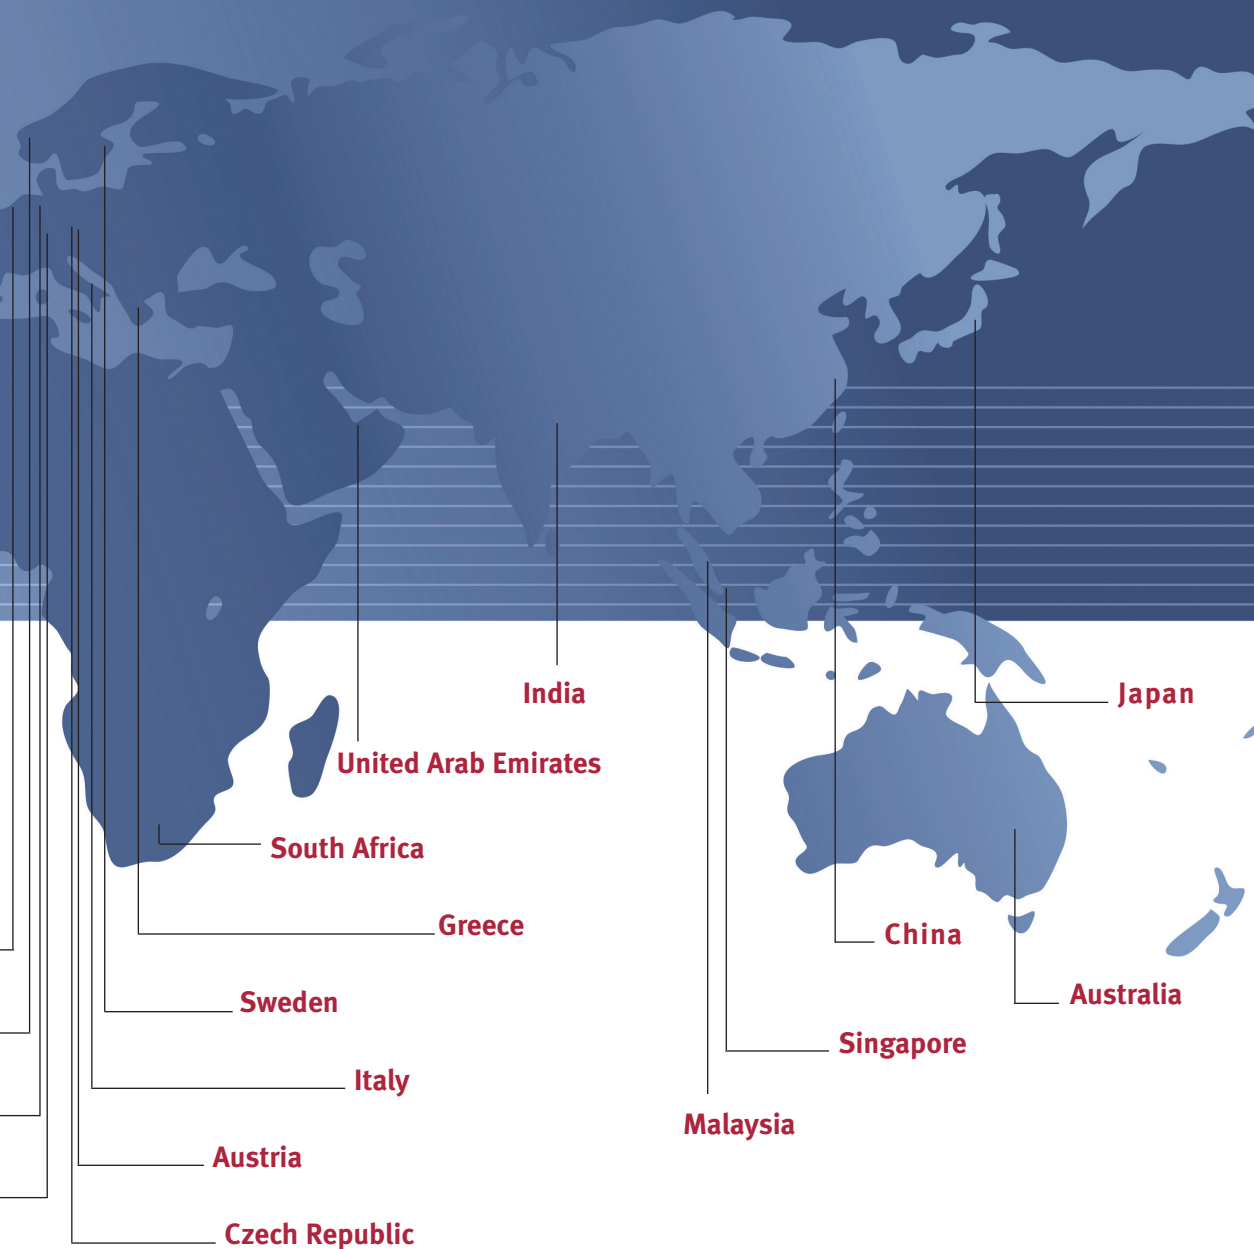 India
Japan
United Arab Emirates
South Africa
Greece
China
Australia
Sweden
Singapore
Italy
Malaysia
Austria
Czech Republic